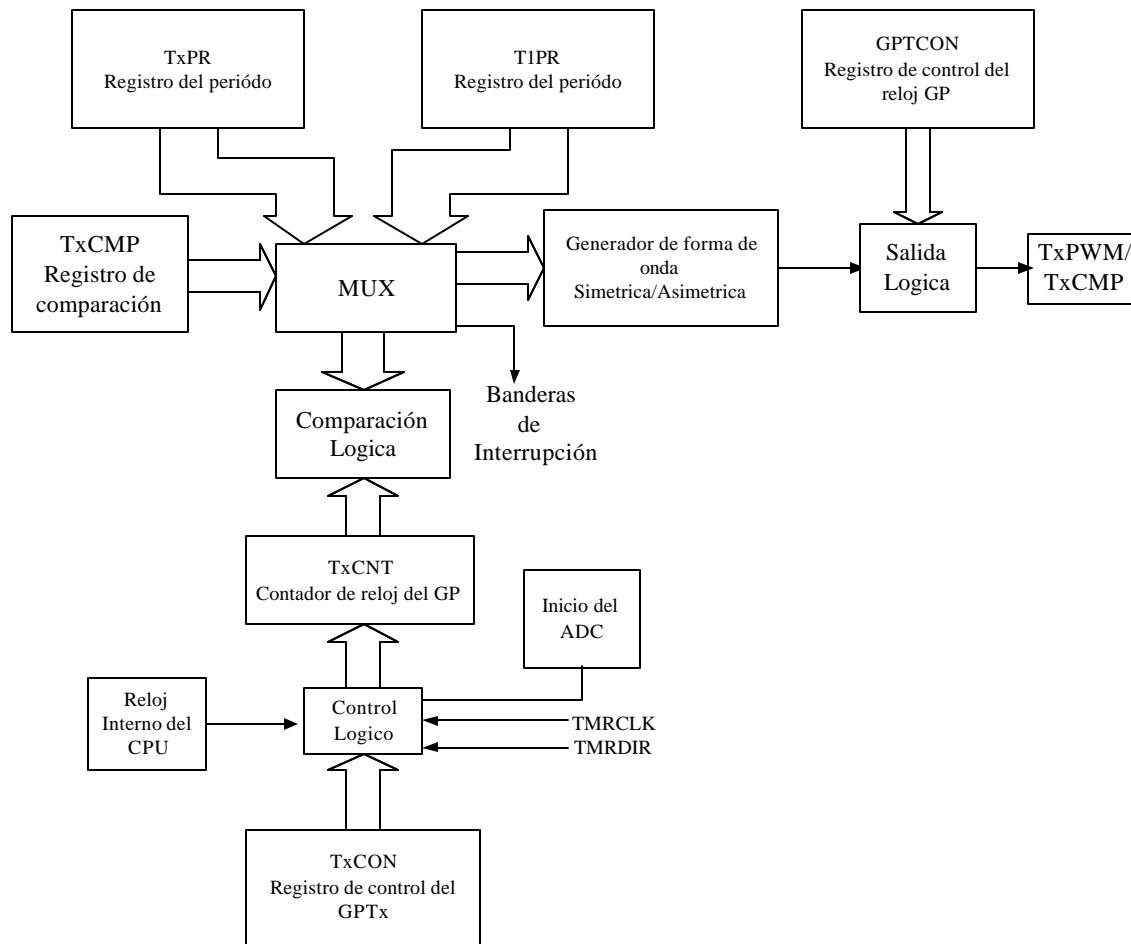 TxPR
Registro del periódo
T1PR
Registro del periódo
GPTCON
Registro de control del
reloj GP
TxCMP
Registro de
comparación
MUX
Generador de forma de
onda
Simetrica/Asimetrica
Salida
Logica
TxPWM/
TxCMP
Banderas
de
Interrupción
Comparación
Logica
TxCNT
Contador de reloj del GP
Inicio del
ADC
Reloj
Interno del
CPU
Control
Logico
TMRCLK
TMRDIR
TxCON
Registro de control del
GPTx